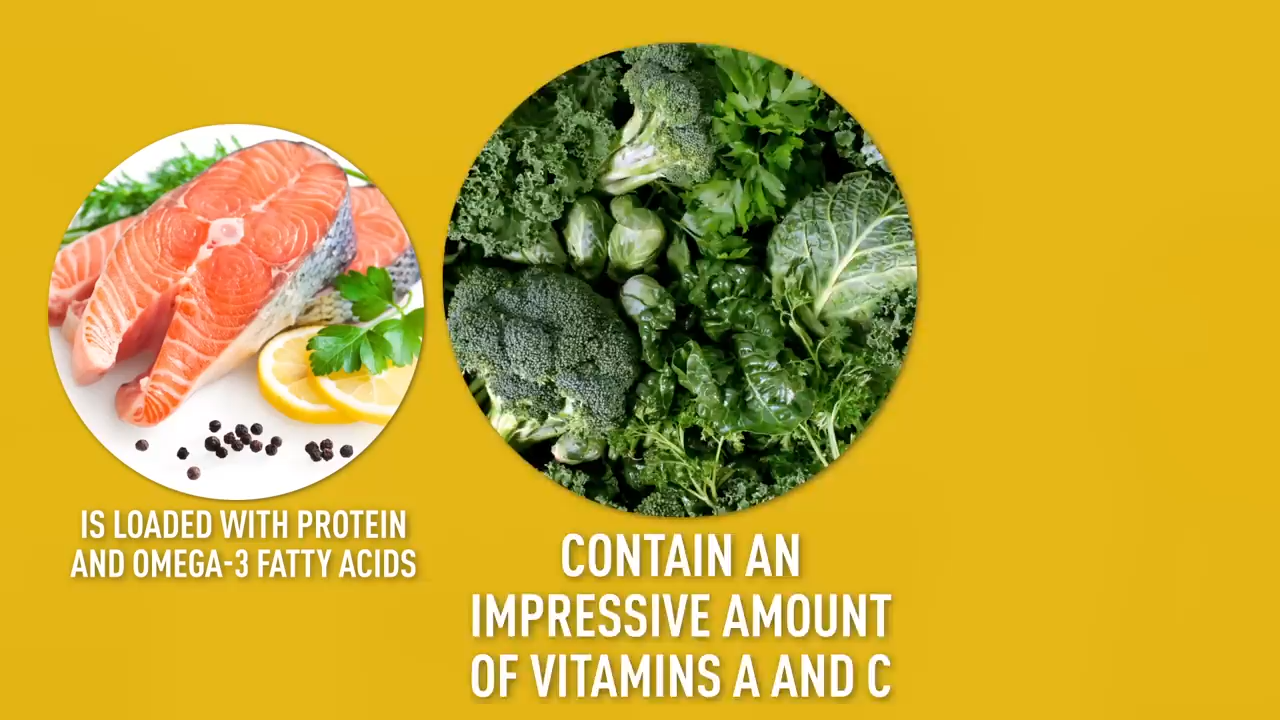 IS LOADED WITH PROTEIN
AND OMEGA-3 FATTY ACIDS
CONTAIN AN
IMPRESSIVE AMOUNT
OF VITAMINS A AND C